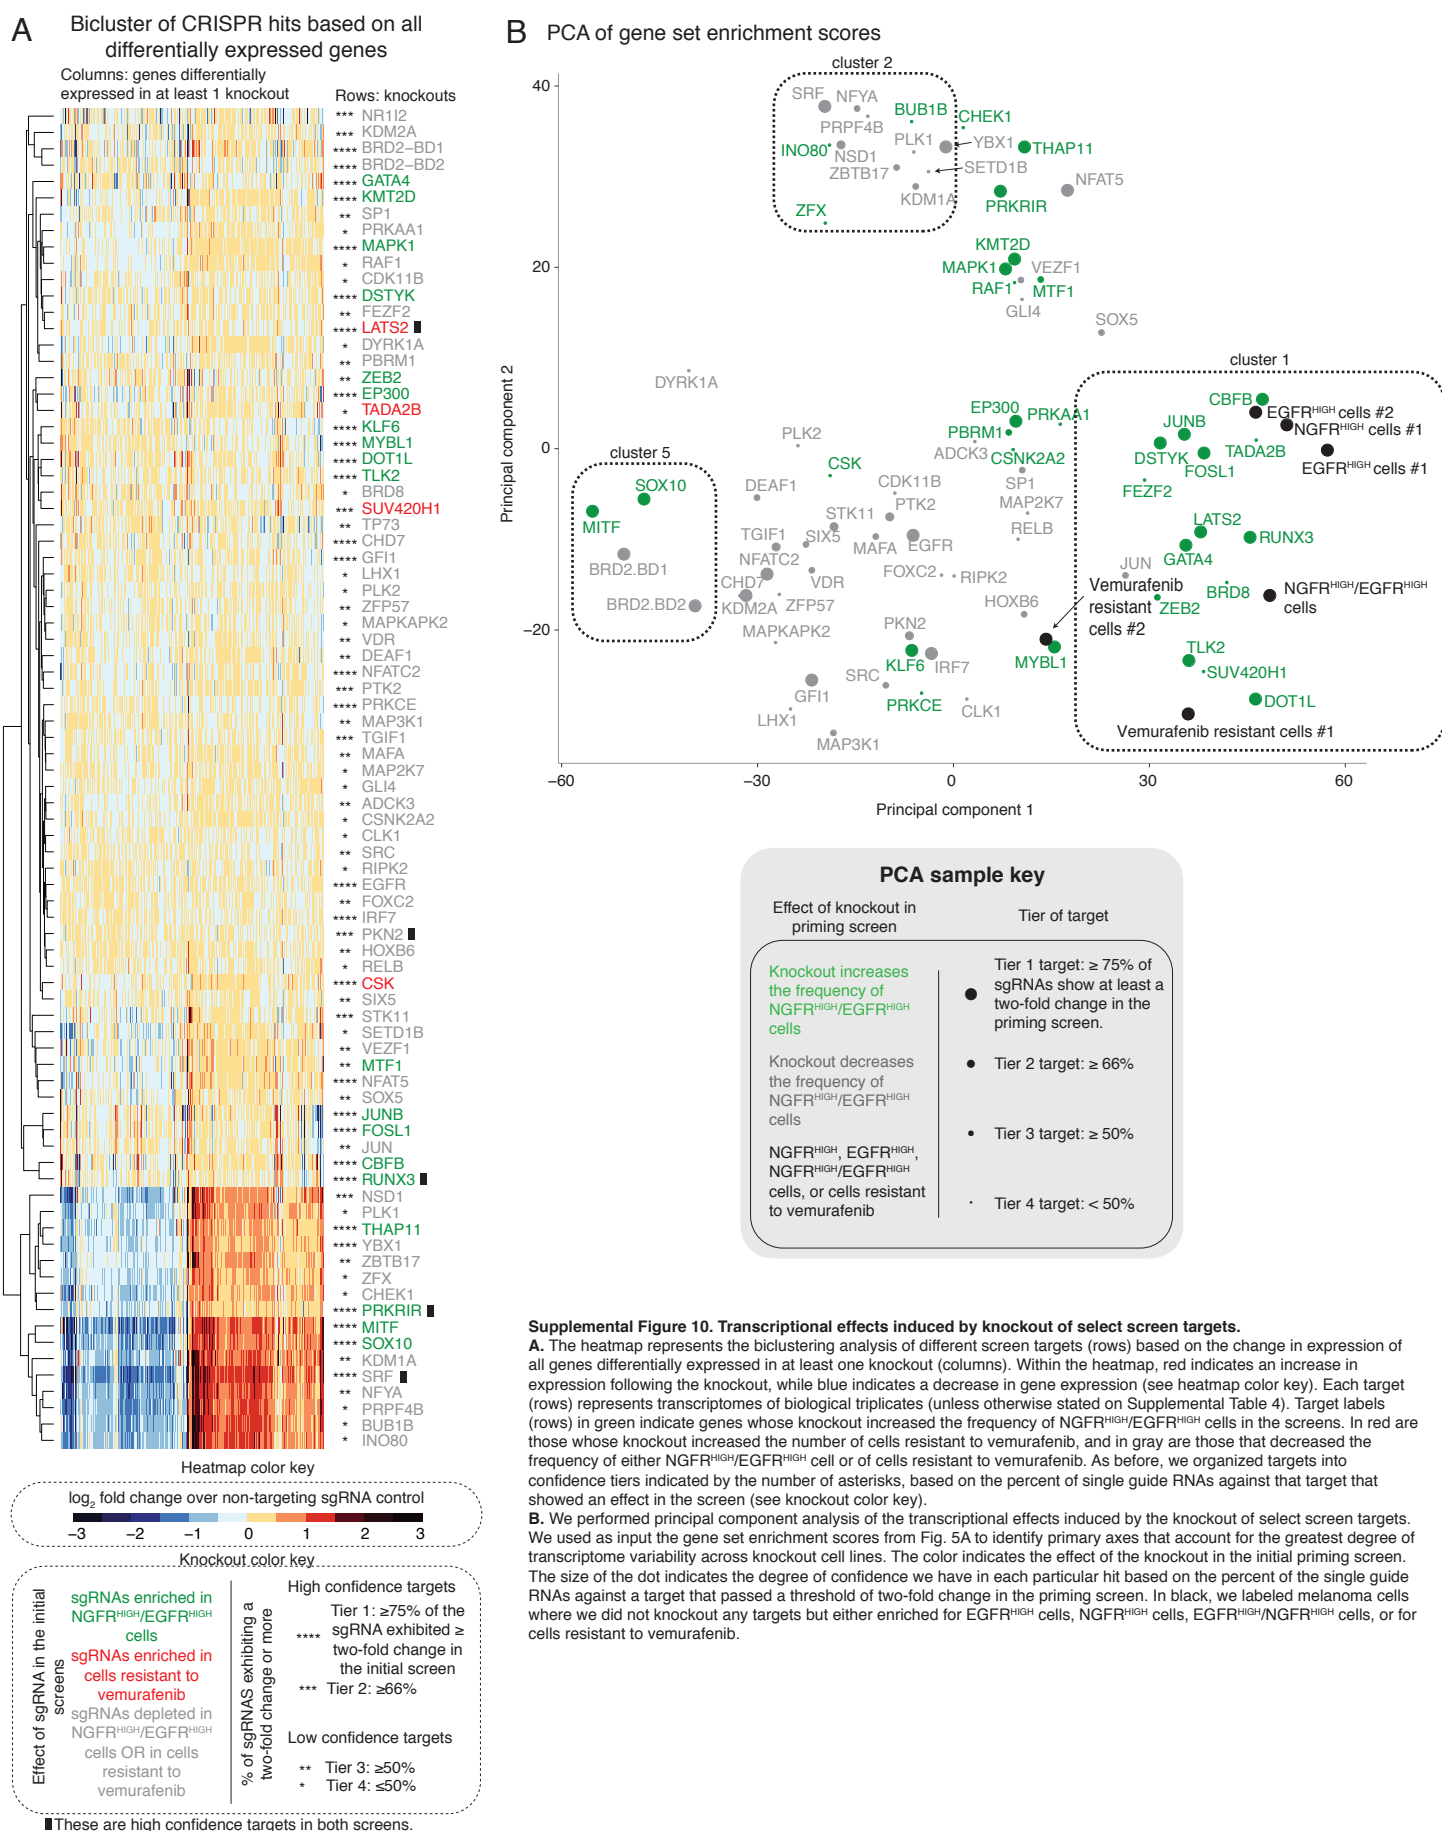 A
Bicluster of CRISPR hits based on all
differentially expressed genes
Columns: genes differentially
expressed in at least 1 knockout
Rows: knockouts
*** NR1I2
*** KDM2A
**** BRD2−BD1
**** BRD2−BD2
**** GATA4
**** KMT2D
** SP1
* PRKAA1
**** MAPK1
* RAF1
* CDK11B
**** DSTYK
** FEZF2
**** LATS2
* DYRK1A
** PBRM1
** ZEB2
**** EP300
* TADA2B
**** KLF6
**** MYBL1
**** DOT1L
**** TLK2
* BRD8
*** SUV420H1
** TP73
**** CHD7
**** GFI1
* LHX1
* PLK2
** ZFP57
* MAPKAPK2
** VDR
** DEAF1
**** NFATC2
*** PTK2
**** PRKCE
** MAP3K1
*** TGIF1
** MAFA
* MAP2K7
* GLI4
** ADCK3
* CSNK2A2
* CLK1
** SRC
* RIPK2
**** EGFR
** FOXC2
**** IRF7
*** PKN2
** HOXB6
* RELB
**** CSK
** SIX5
*** STK11
* SETD1B
** VEZF1
** MTF1
**** NFAT5
** SOX5
**** JUNB
**** FOSL1
** JUN
**** CBFB
**** RUNX3
*** NSD1
* PLK1
**** THAP11
**** YBX1
** ZBTB17
* ZFX
* CHEK1
**** PRKRIR
**** MITF
**** SOX10
** KDM1A
**** SRF
** NFYA
* PRPF4B
* BUB1B
* INO80
Heatmap color key
log2 fold change over non-targeting sgRNA control
−3 −2 −1 0 1 2 3
Knockout color key
Effect of sgRNA in the initial
screens
sgRNAs enriched in
NGFRHIGH/EGFRHIGH
cells
sgRNAs enriched in
cells resistant to
vemurafenib
sgRNAs depleted in
NGFRHIGH/EGFRHIGH
cells OR in cells
resistant to
vemurafenib
% of sgRNAS exhibiting a
two-fold change or more
High confidence targets
**** Tier 1: ≥75% of the
sgRNA exhibited ≥
two-fold change in
the initial screen
*** Tier 2: ≥66%
Low confidence targets
** Tier 3: ≥50%
* Tier 4: ≤50%
These are high confidence targets in both screens.
B
PCA of gene set enrichment scores
Principal component 2
40
20
0
−20
−60 −30 0 30 60
Principal component 1
cluster 2
SRF
NFYA
PRPF4B
BUB1B
CHEK1
INO80
NSD1
PLK1
YBX1
THAP11
ZBTB17
SETD1B
NFAT5
KDM1A
PRKRIR
ZFX
KMT2D
MAPK1
VEZF1
RAF1
MTF1
GLI4
SOX5
DYRK1A
cluster 1
CBFB
EGFRHIGH cells #2
NGFRHIGH cells #1
EGFRHIGH cells #1
JUNB
DSTYK
FOSL1
TADA2B
FEZF2
LATS2
RUNX3
GATA4
JUN
BRD8
ZEB2
NGFRHIGH/EGFRHIGH
cells
Vemurafenib
resistant
cells #2
TLK2
SUV420H1
DOT1L
Vemurafenib resistant cells #1
EP300
PRKAA1
PBRM1
ADCK3
CSNK2A2
SP1
MAP2K7
RELB
PLK2
CSK
cluster 5
SOX10
MITF
BRD2.BD1
BRD2.BD2
DEAF1
CDK11B
PTK2
STK11
TGIF1
SIX5
MAFA
EGFR
NFATC2
CHD7
VDR
FOXC2
RIPK2
KDM2A
ZFP57
HOXB6
MAPKAPK2
PKN2
MYBL1
KLF6
IRF7
SRC
GFI1
PRKCE
CLK1
LHX1
MAP3K1
PCA sample key
Effect of knockout in
priming screen
Tier of target
Knockout increases
the frequency of
NGFRHIGH/EGFRHIGH
cells
Knockout decreases
the frequency of
NGFRHIGH/EGFRHIGH
cells
NGFRHIGH, EGFRHIGH,
NGFRHIGH/EGFRHIGH
cells, or cells resistant
to vemurafenib
Tier 1 target: ≥ 75% of
sgRNAs show at least a
two-fold change in the
priming screen.
Tier 2 target: ≥ 66%
Tier 3 target: ≥ 50%
Tier 4 target: < 50%
Supplemental Figure 10. Transcriptional effects induced by knockout of select screen targets.
A. The heatmap represents the biclustering analysis of different screen targets (rows) based on the change in expression of
all genes differentially expressed in at least one knockout (columns). Within the heatmap, red indicates an increase in
expression following the knockout, while blue indicates a decrease in gene expression (see heatmap color key). Each target
(rows) represents transcriptomes of biological triplicates (unless otherwise stated on Supplemental Table 4). Target labels
(rows) in green indicate genes whose knockout increased the frequency of NGFRHIGH/EGFRHIGH cells in the screens. In red are
those whose knockout increased the number of cells resistant to vemurafenib, and in gray are those that decreased the
frequency of either NGFRHIGH/EGFRHIGH cell or of cells resistant to vemurafenib. As before, we organized targets into
confidence tiers indicated by the number of asterisks, based on the percent of single guide RNAs against that target that
showed an effect in the screen (see knockout color key).
B. We performed principal component analysis of the transcriptional effects induced by the knockout of select screen targets.
We used as input the gene set enrichment scores from Fig. 5A to identify primary axes that account for the greatest degree of
transcriptome variability across knockout cell lines. The color indicates the effect of the knockout in the initial priming screen.
The size of the dot indicates the degree of confidence we have in each particular hit based on the percent of the single guide
RNAs against a target that passed a threshold of two-fold change in the priming screen. In black, we labeled melanoma cells
where we did not knockout any targets but either enriched for EGFRHIGH cells, NGFRHIGH cells, EGFRHIGH/NGFRHIGH cells, or for
cells resistant to vemurafenib.